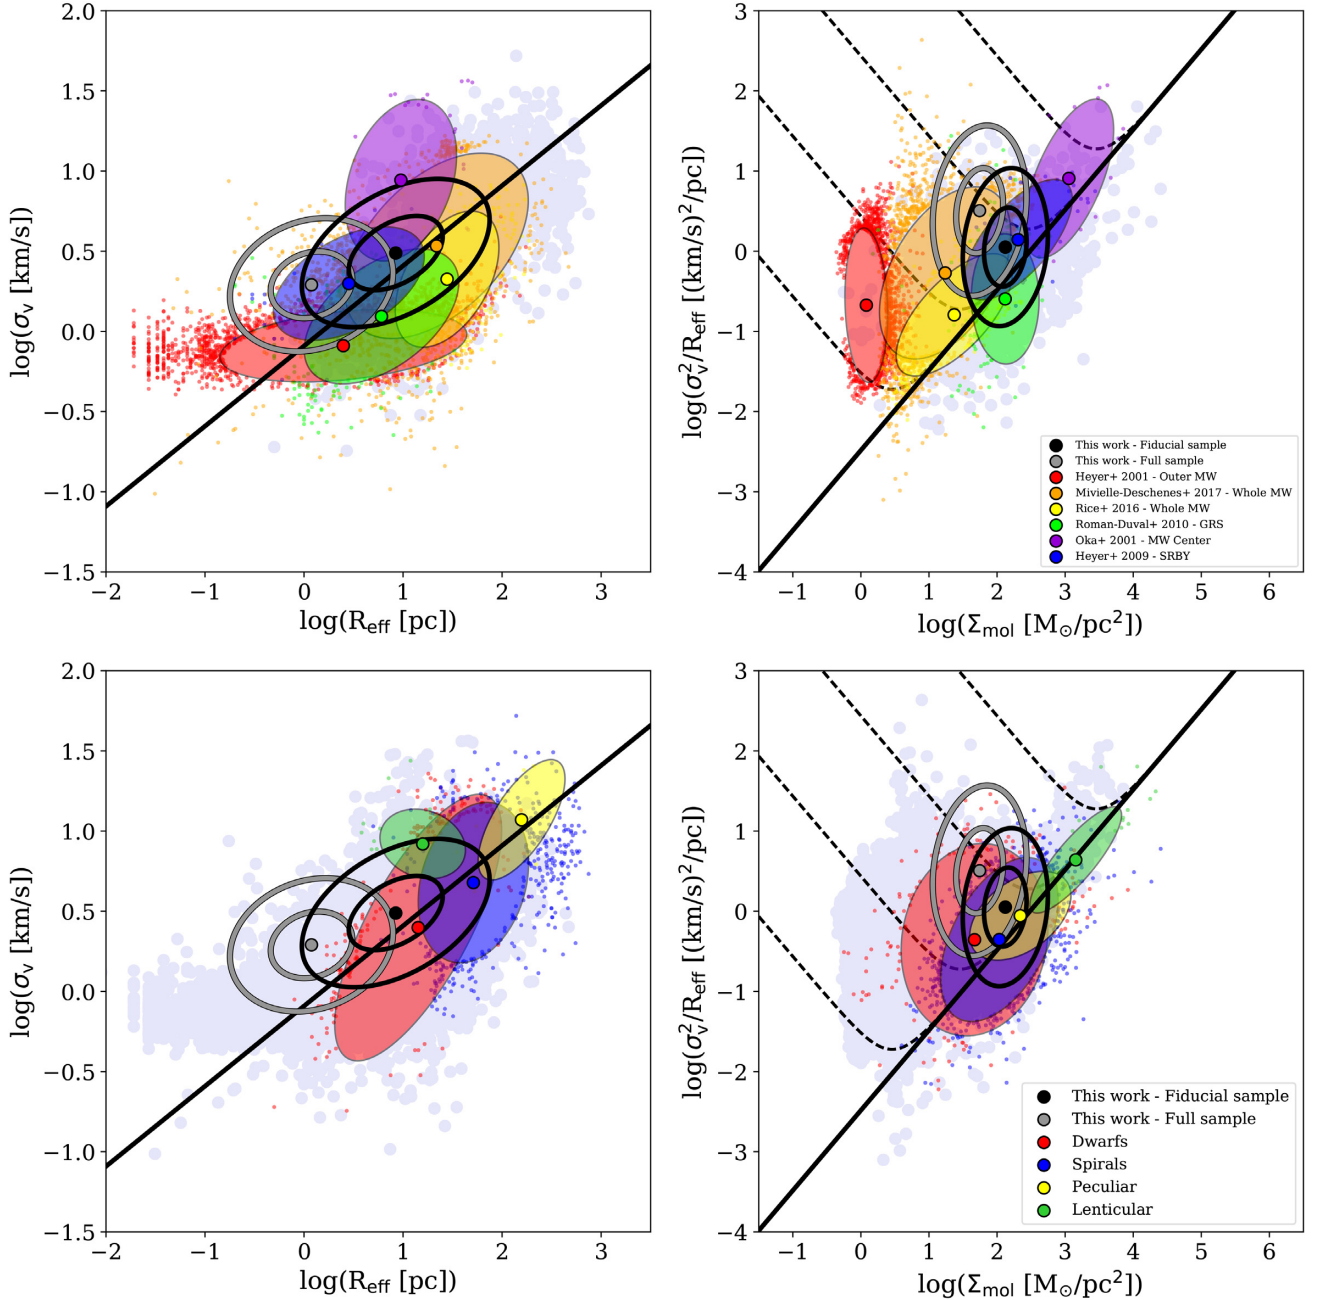 2.0
1.5
1.0
0.5
0.0
−0.5
−1.0
−1.5
log(σv [km/s])
−2 −1 0 1 2 3
log(Reff [pc])
3
2
1
0
−1
−2
−3
−4
log(σv²/Reff [(km/s)²/pc])
This work - Fiducial sample
This work - Full sample
Heyer+ 2001 - Outer MW
Mivielle-Deschenes+ 2017 - Whole MW
Rice+ 2016 - Whole MW
Roman-Duval+ 2010 - GRS
Oka+ 2001 - MW Center
Heyer+ 2009 - SRBY
−1 0 1 2 3 4 5 6
log(Σmol [M⊙/pc²])
2.0
1.5
1.0
0.5
0.0
−0.5
−1.0
−1.5
log(σv [km/s])
−2 −1 0 1 2 3
log(Reff [pc])
3
2
1
0
−1
−2
−3
−4
log(σv²/Reff [(km/s)²/pc])
This work - Fiducial sample
This work - Full sample
Dwarfs
Spirals
Peculiar
Lenticular
−1 0 1 2 3 4 5 6
log(Σmol [M⊙/pc²])